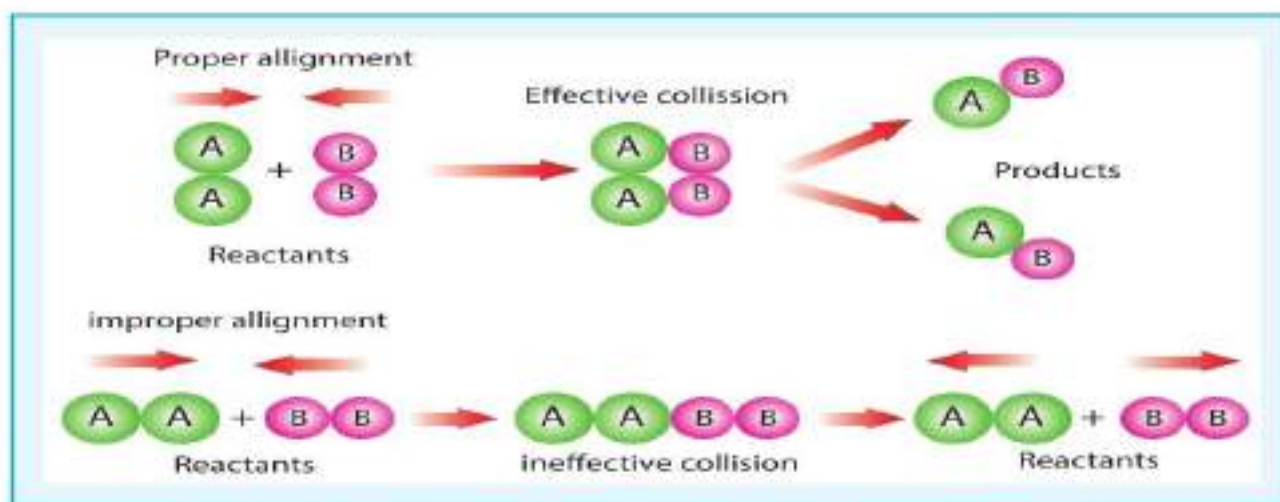 Proper allignment
Effective collission
A B
A B
A B
+
A B
A B
Products
Reactants
A
B
improper allignment
A A + B B
A A B B
A A + B B
Reactants
ineffective collision
Reactants